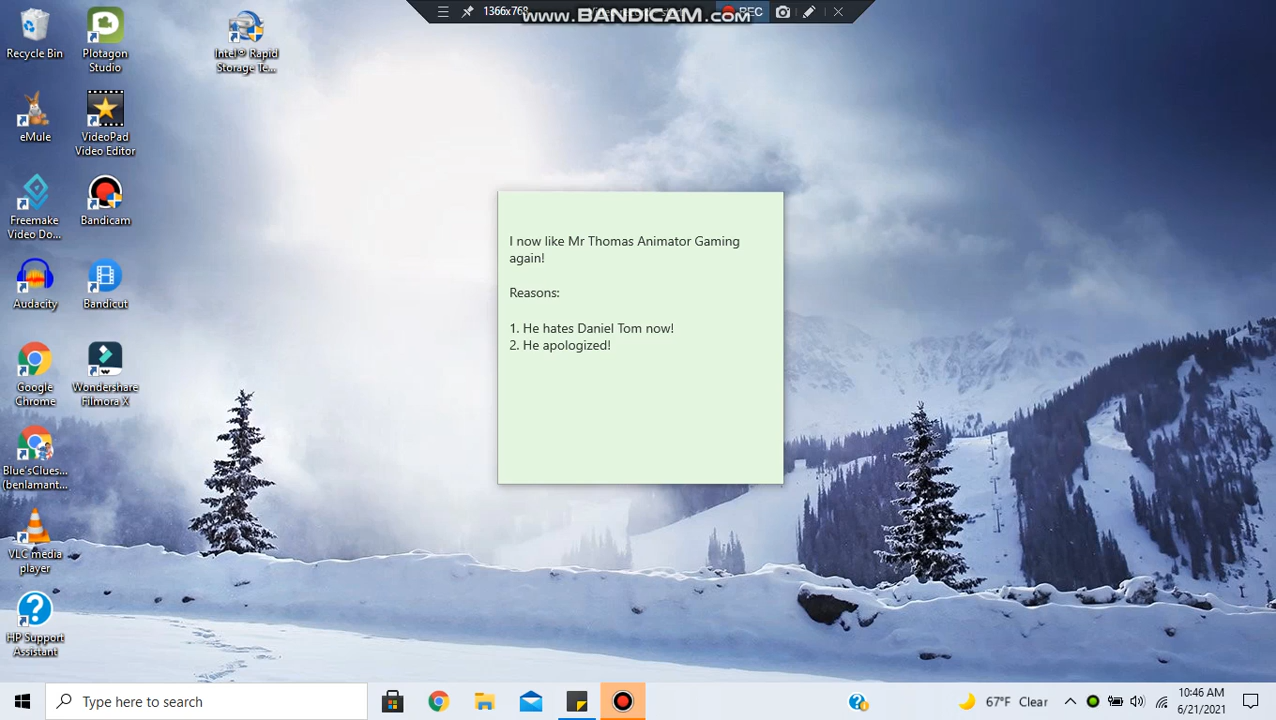 1366x768
www.BANDICAM.com
REC
Recycle Bin
Plotagon
Studio
Intel® Rapid
Storage Te...
eMule
VideoPad
Video Editor
Freemake
Video Do...
Bandicam
Audacity
Bandicut
Google
Chrome
Wondershare
Filmora X
Blue'sClues...
(benlamant...
VLC media
player
HP Support
Assistant
I now like Mr Thomas Animator Gaming
again!
Reasons:
1. He hates Daniel Tom now!
2. He apologized!
Type here to search
67°F Clear
10:46 AM
6/21/2021